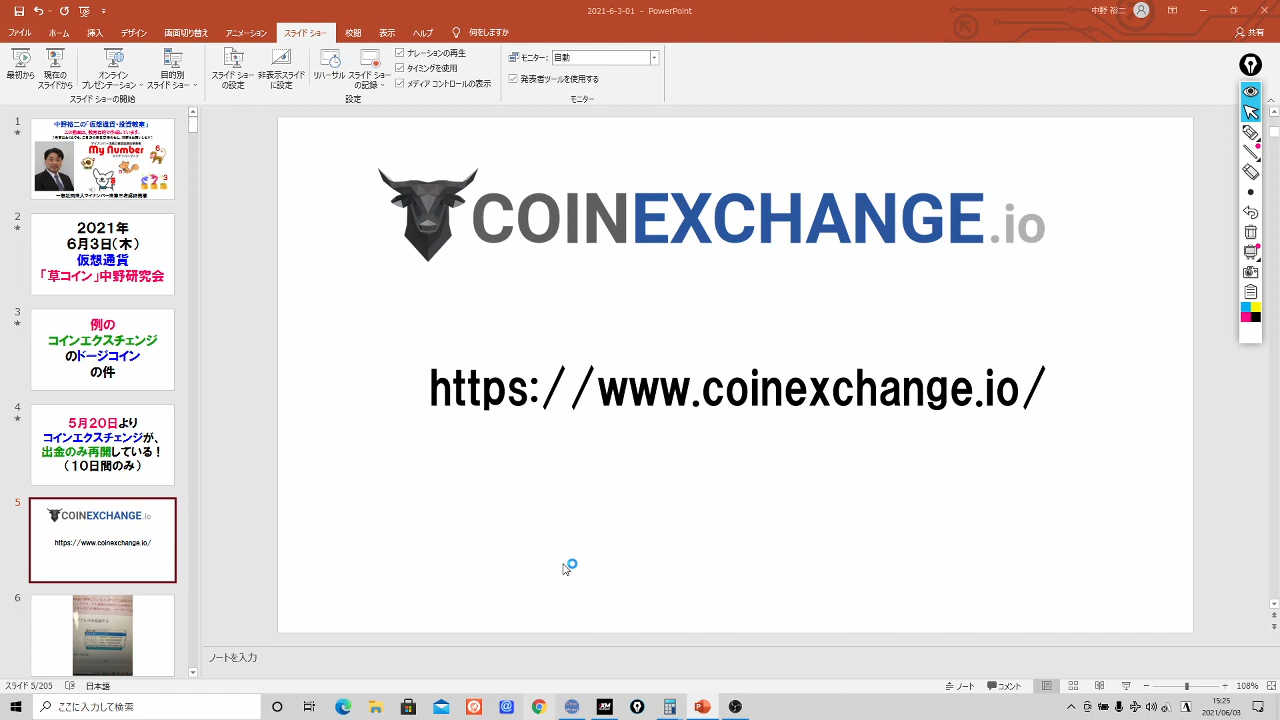 2021-6-3-01 - PowerPoint
中野 裕二
ファイル ホーム 挿入 デザイン 画面切り替え アニメーション スライド ショー 校閲 表示 ヘルプ 何をしますか
共有
最初から
現在の
スライドから
オンライン
プレゼンテーション
目的別
スライド ショー
スライド ショーの開始
スライド ショー
の設定
非表示スライド
に設定
リハーサル
スライド ショー
の記録
ナレーションの再生
タイミングを使用
メディア コントロールの表示
設定
モニター: 自動
発表者ツールを使用する
モニター
1
中野裕二の「仮想通貨・投資教室」
My Number
2
2021年
6月3日(木)
仮想通貨
「草コイン」中野研究会
3
例の
コインエクスチェンジ
のドージコイン
の件
4
5月20日より
コインエクスチェンジが、
出金のみ再開している！
(10日間のみ)
5
COINEXCHANGE.io
https://www.coinexchange.io/
6
COINEXCHANGE.io
https://www.coinexchange.io/
ノートを入力
スライド 5/205
日本語
ノート
コメント
108%
ここに入力して検索
15:25
2021/06/03